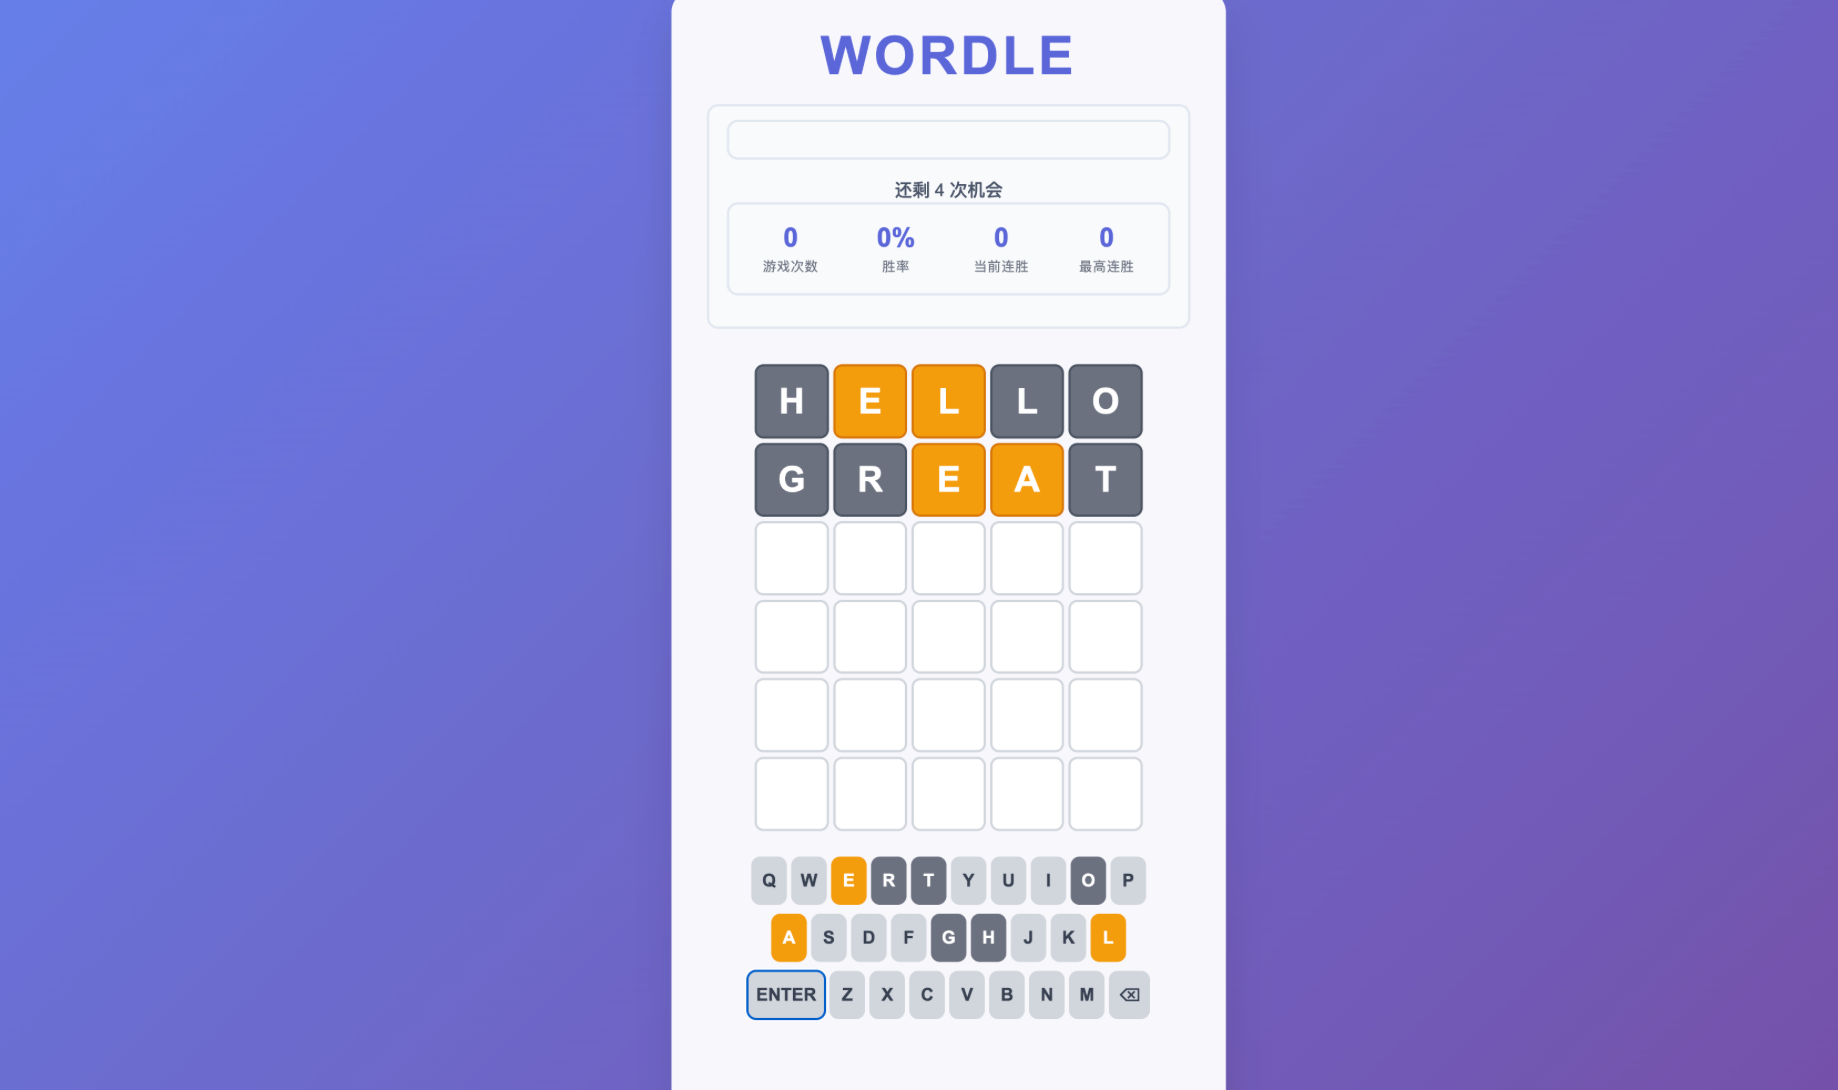 WORDLE
还剩 4 次机会
0 0% 0 0
游戏次数 胜率 当前连胜 最高连胜
H E L L O
G R E A T
Q W E R T Y U I O P
A S D F G H J K L
ENTER Z X C V B N M ⌫